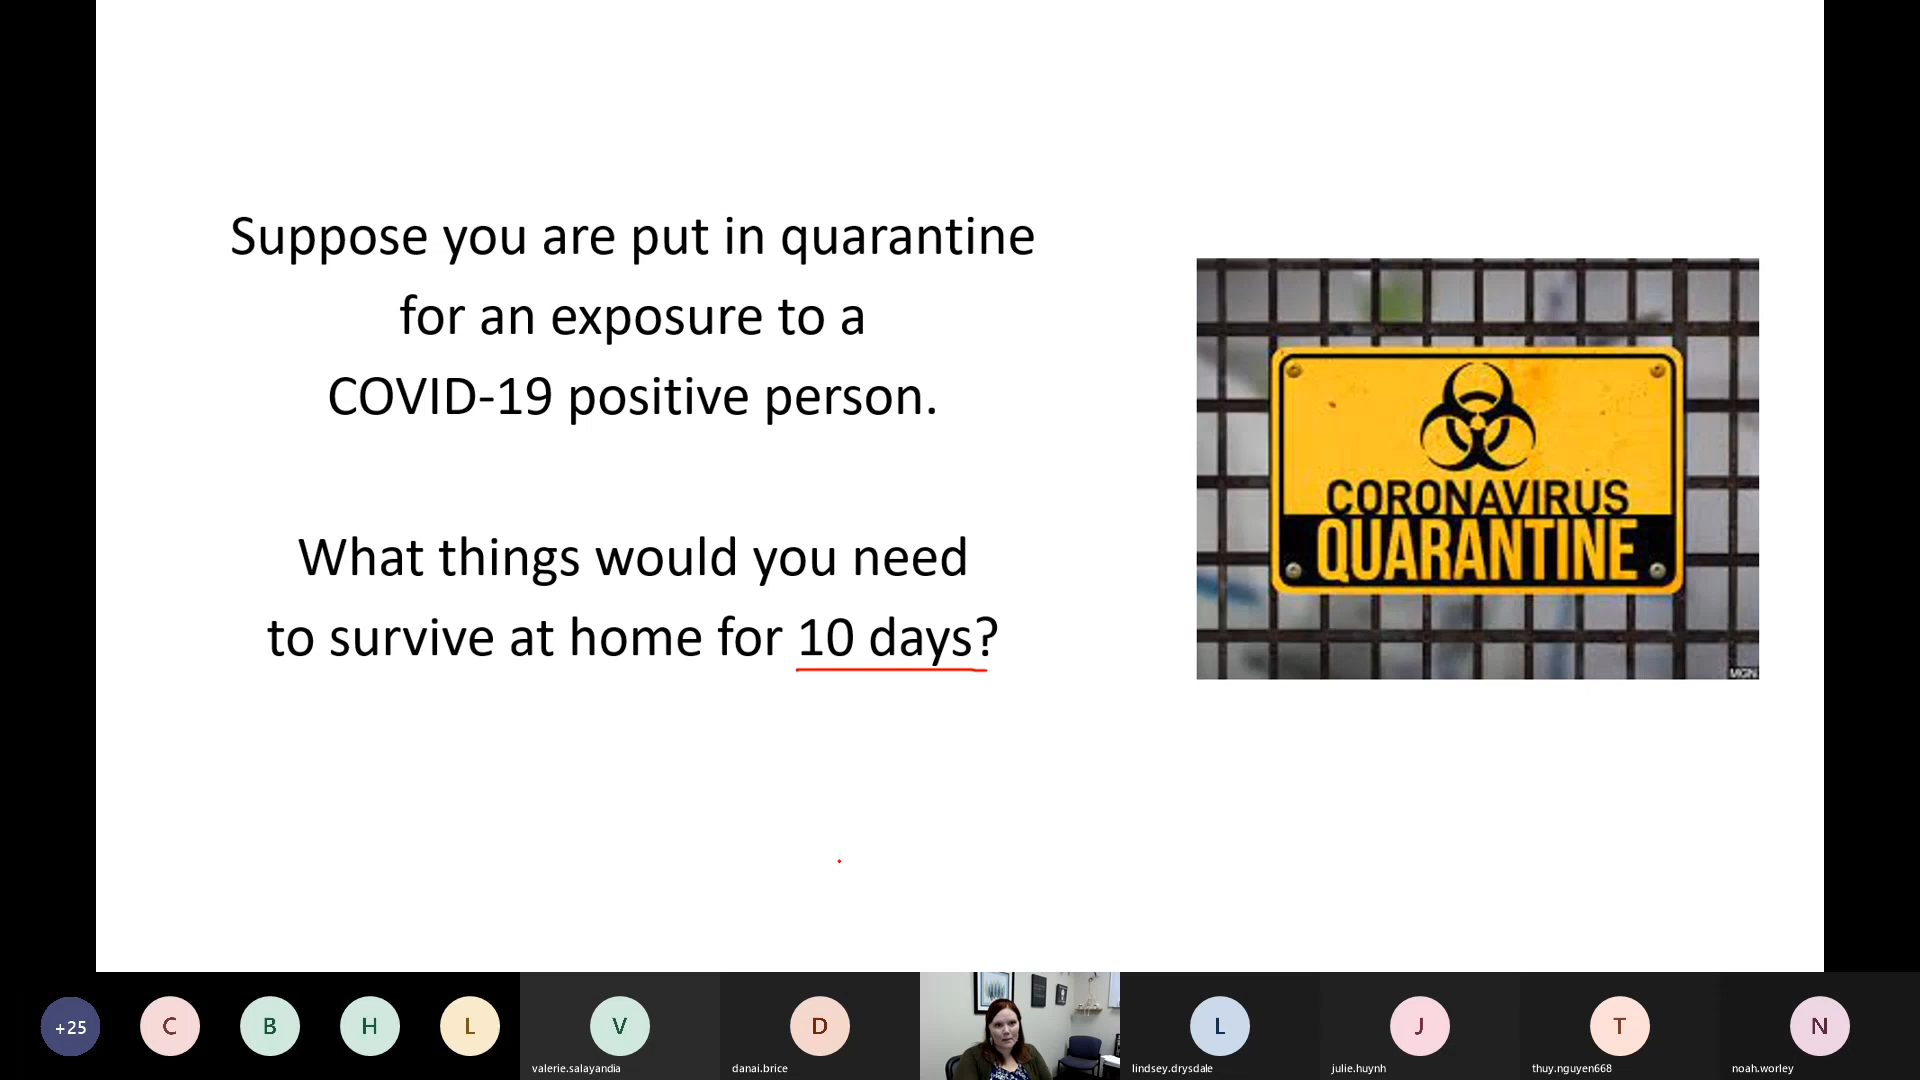 Suppose you are put in quarantine
for an exposure to a
COVID-19 positive person.
What things would you need
to survive at home for 10 days?
CORONAVIRUS
QUARANTINE
MGN
+25
C
B
H
L
V
valerie.salayandia
D
danai.brice
L
lindsey.drysdale
J
julie.huynh
T
thuy.nguyen668
N
noah.worley